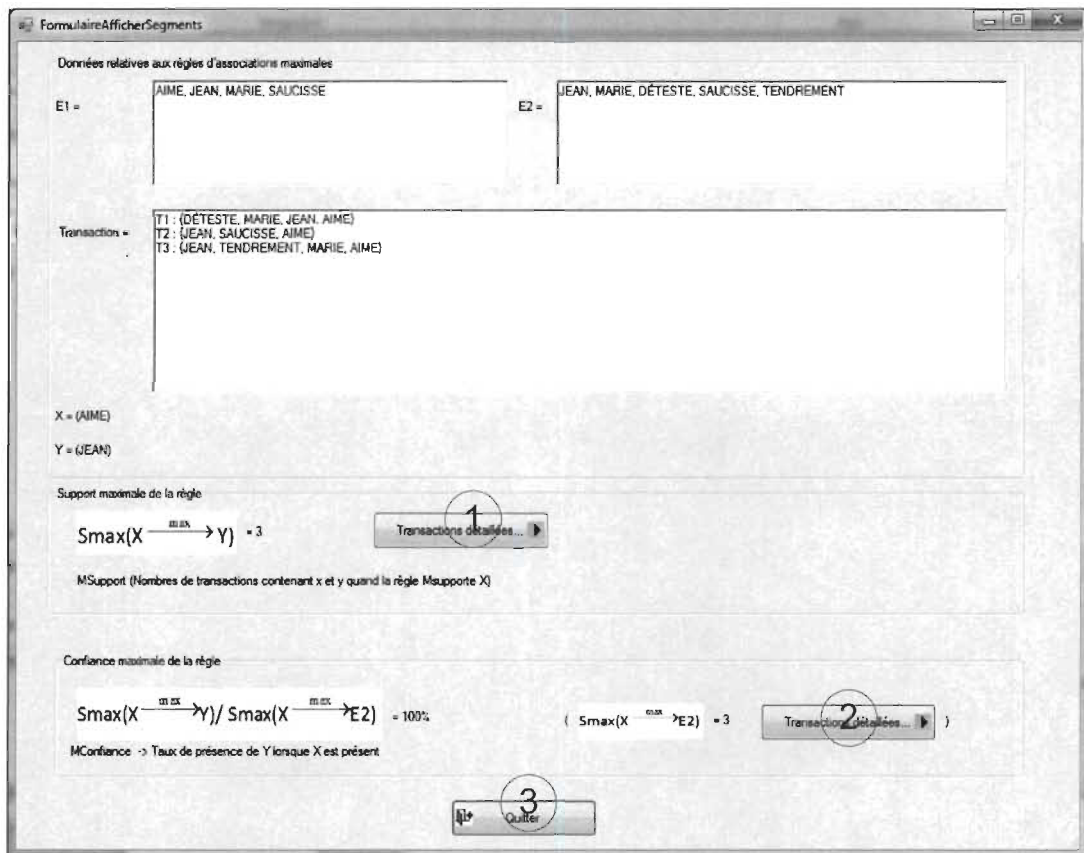 FormulaireAfficherSegments
Données relatives aux règles d'associations maximales
E1 =
AIME, JEAN, MARIE, SAUCISSE
E2 =
JEAN, MARIE, DÉTESTE, SAUCISSE, TENDREMENT
Transaction =
T1 : {DÉTESTE, MARIE, JEAN, AIME}
T2 : {JEAN, SAUCISSE, AIME}
T3 : {JEAN, TENDREMENT, MARIE, AIME}
X = (AIME)
Y = (JEAN)
Support maximale de la règle
Smax(X max→ Y) = 3
1
Transactions détaillées...
MSupport (Nombres de transactions contenant x et y quand la règle Msupporte X)
Confiance maximale de la règle
Smax(X max→Y)/ Smax(X max→E2) = 100%
( Smax(X max→E2) = 3
2
Transactions détaillées... )
MConfiance -> Taux de présence de Y lorsque X est présent
3
Quitter